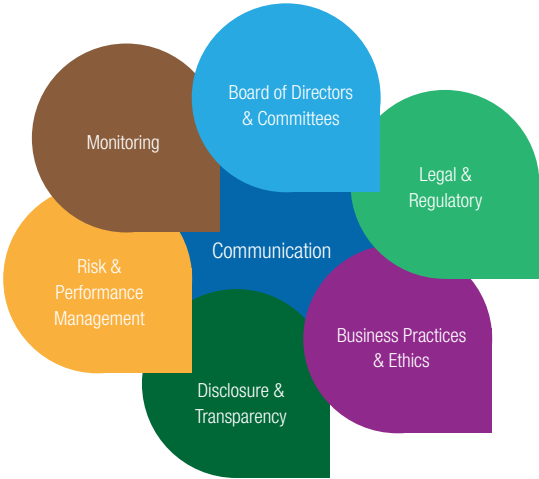 Board of Directors
& Committees
Monitoring
Legal &
Regulatory
Communication
Risk &
Performance
Management
Business Practices
& Ethics
Disclosure &
Transparency